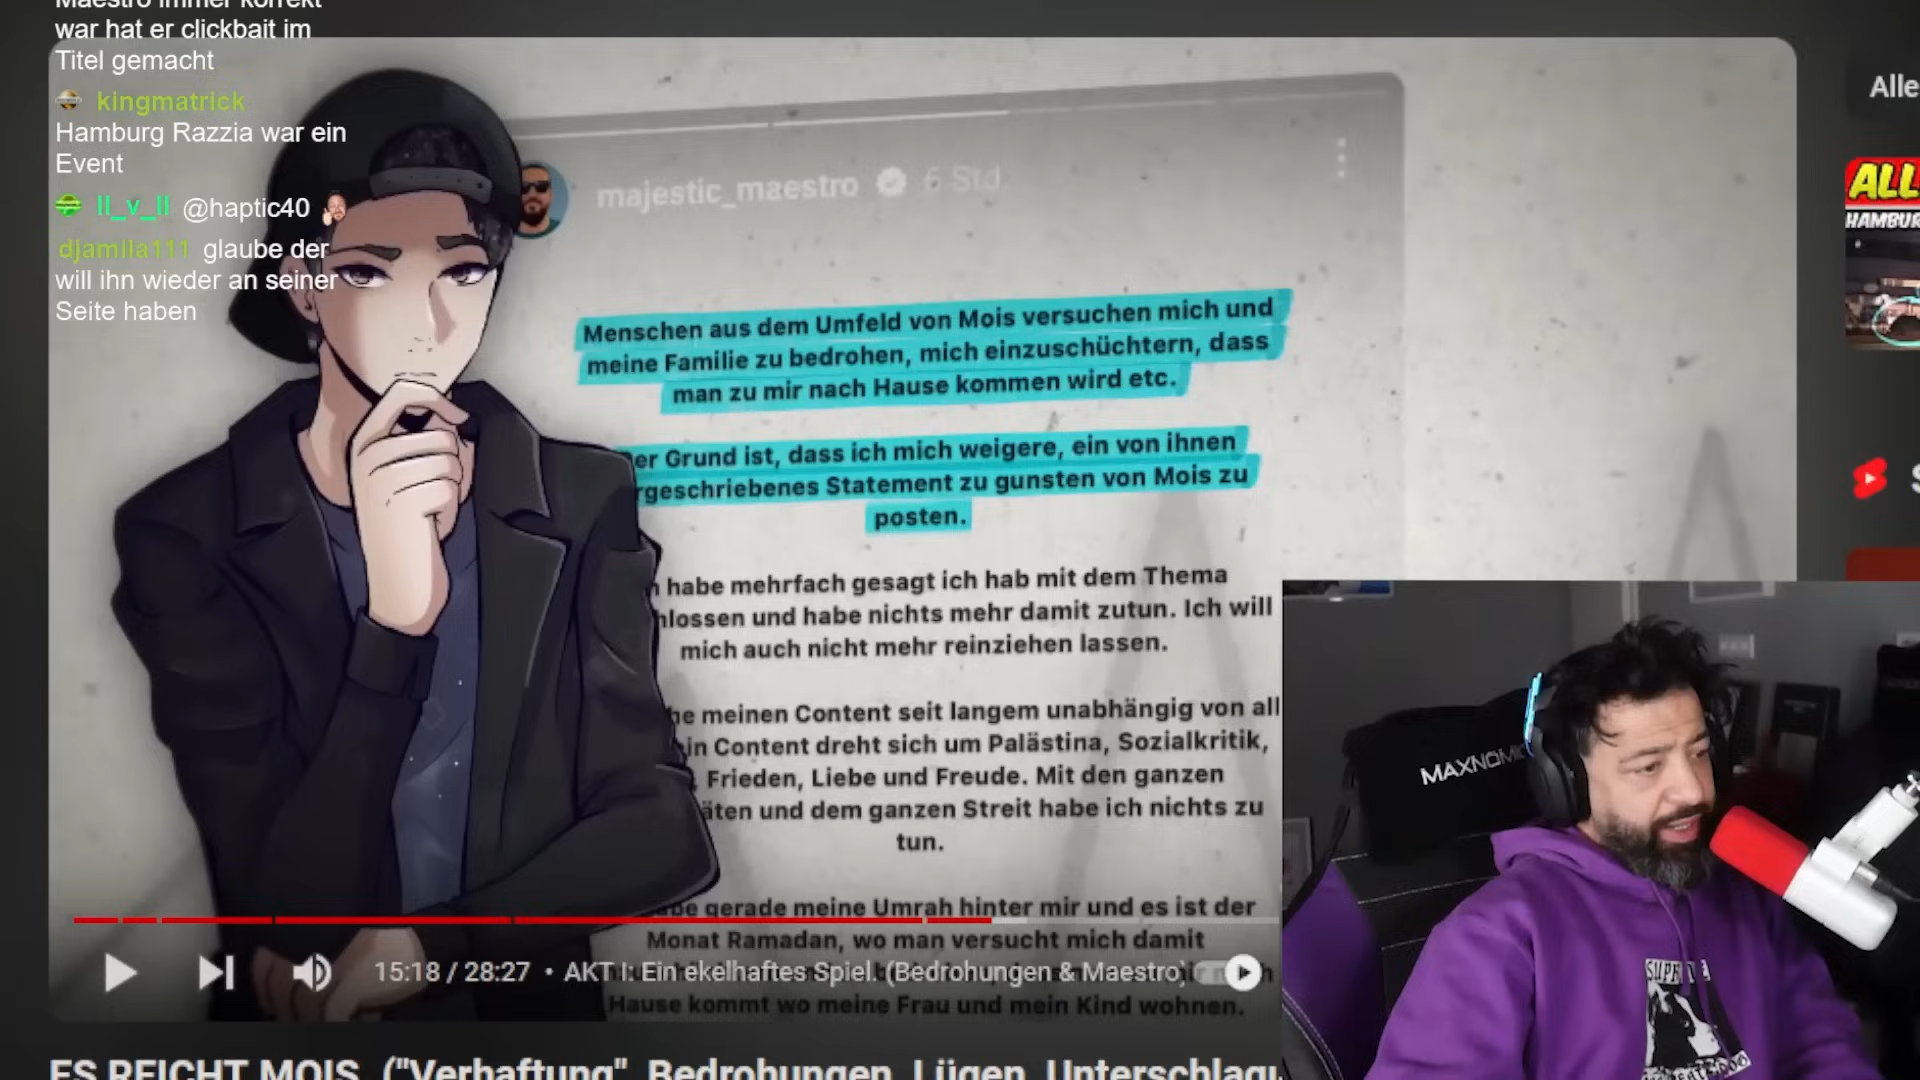 war hat er clickbait im
Titel gemacht
kingmatrick
Hamburg Razzia war ein
Event
ll_v_ll @haptic40
djamila111 glaube der
will ihn wieder an seiner
Seite haben
majestic_maestro 6 Std.
Menschen aus dem Umfeld von Mois versuchen mich und
meine Familie zu bedrohen, mich einzuschüchtern, dass
man zu mir nach Hause kommen wird etc.
er Grund ist, dass ich mich weigere, ein von ihnen
rgeschriebenes Statement zu gunsten von Mois zu
posten.
habe mehrfach gesagt ich hab mit dem Thema
lossen und habe nichts mehr damit zutun. Ich will
mich auch nicht mehr reinziehen lassen.
he meinen Content seit langem unabhängig von all
in Content dreht sich um Palästina, Sozialkritik,
Frieden, Liebe und Freude. Mit den ganzen
äten und dem ganzen Streit habe ich nichts zu
tun.
be gerade meine Umrah hinter mir und es ist der
Monat Ramadan, wo man versucht mich damit
Hause kommt wo meine Frau und mein Kind wohnen.
15:18 / 28:27 • AKT I: Ein ekelhaftes Spiel. (Bedrohungen & Maestro)
ES REICHT MOIS. ("Verhaftung", Bedrohungen, Lügen, Unterschlagu
Alle
ALL
HAMBUR
S
MAXNOMIC